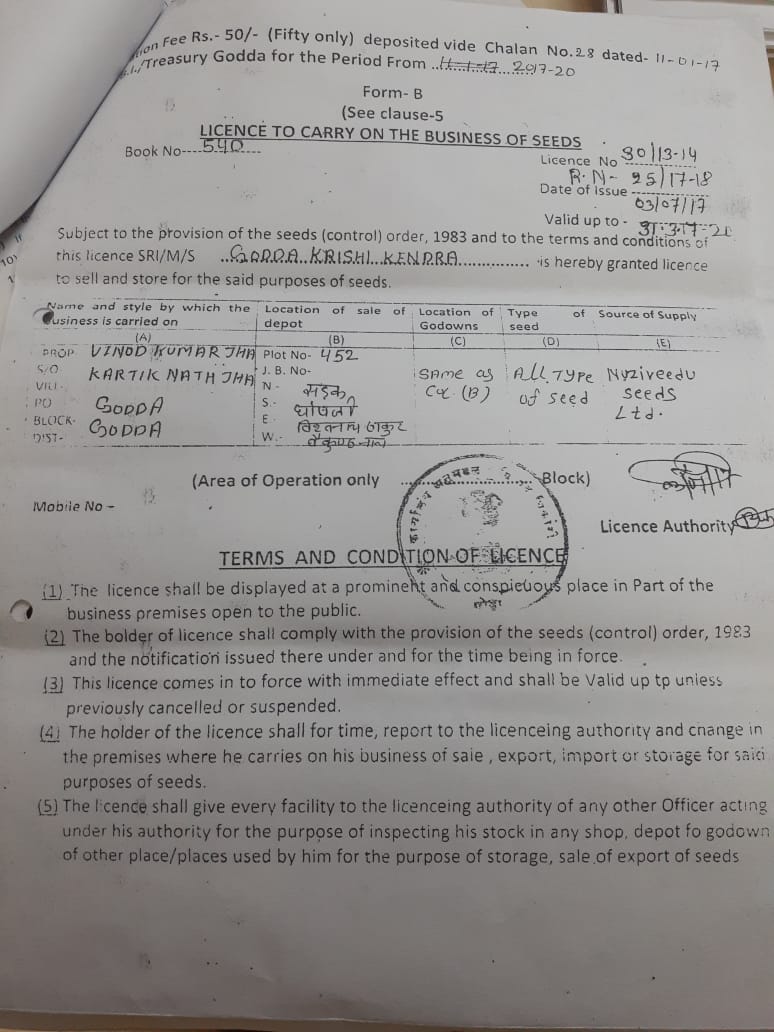 tion Fee Rs.- 50/- (Fifty only) deposited vide Chalan No.28 dated- 11-01-17
/Treasury Godda for the Period From 2017-20
Form- B
(See clause-5
LICENCE TO CARRY ON THE BUSINESS OF SEEDS
Book No----540
Licence No 30/13-14
R.N- 25/17-18
Date of Issue
03/07/17
Valid up to -
Subject to the provision of the seeds (control) order, 1983 and to the terms and conditions of
this licence SRI/M/S ..GODDA..KRISHI..KENDRA.............. is hereby granted licence
to sell and store for the said purposes of seeds.
Name and style by which the business is carried on
Location of sale of depot
Location of Godowns
Type of seed
Source of Supply
(A) (B) (C) (D) (E)
PROP VINOD KUMAR JHA
S/O KARTIK NATH JHA
VILL-
PO GODDA
BLOCK- GODDA
DIST-
Plot No- 452
J. B. No-
N - सड़क
S.-
E - विश्वनाथ ठाकुर
W.-
SAME as
Col. (B)
All. TYPE
of seed
Nuziveedu
seeds
Ltd.
(Area of Operation only ........................ Block)
Mobile No -
Licence Authority
TERMS AND CONDITION OF LICENCE
(1) The licence shall be displayed at a prominent and conspicuous place in Part of the
business premises open to the public.
(2) The bolder of licence shall comply with the provision of the seeds (control) order, 1983
and the notification issued there under and for the time being in force.
(3) This licence comes in to force with immediate effect and shall be Valid up tp unless
previously cancelled or suspended.
(4) The holder of the licence shall for time, report to the licenceing authority and cnange in
the premises where he carries on his business of saie , export, import or storage for said
purposes of seeds.
(5) The licence shall give every facility to the licenceing authority of any other Officer acting
under his authority for the purpose of inspecting his stock in any shop, depot fo godown
of other place/places used by him for the purpose of storage, sale of export of seeds